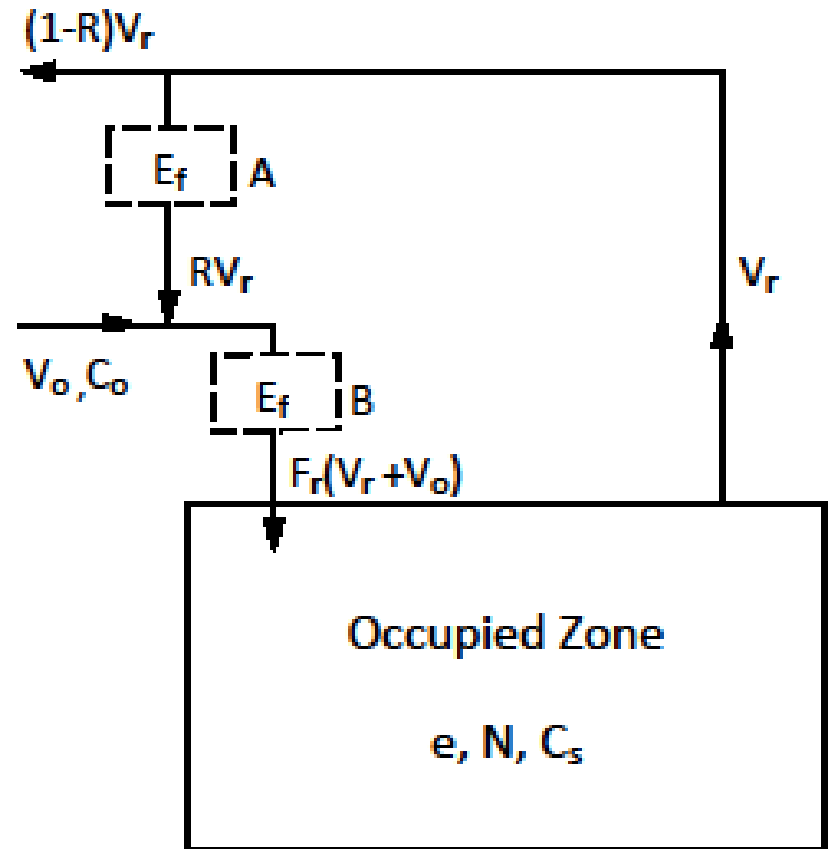 (1-R)Vr
Ef A
RVr
Vr
Vo ,Co
Ef B
Fr(Vr +Vo)
Occupied Zone
e, N, Cs